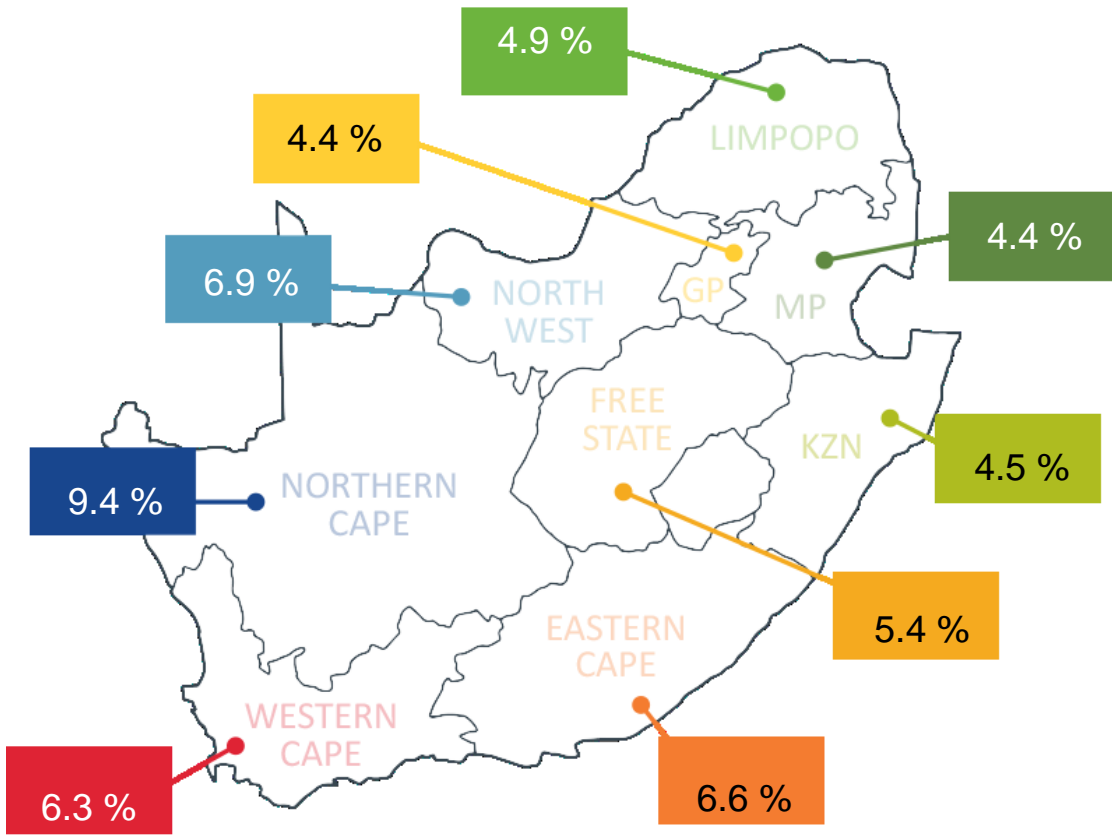 4.9 %
4.4 %
LIMPOPO
4.4 %
6.9 %
NORTH
WEST
GP
MP
FREE
STATE
KZN
4.5 %
9.4 %
NORTHERN
CAPE
5.4 %
EASTERN
CAPE
WESTERN
CAPE
6.3 %
6.6 %